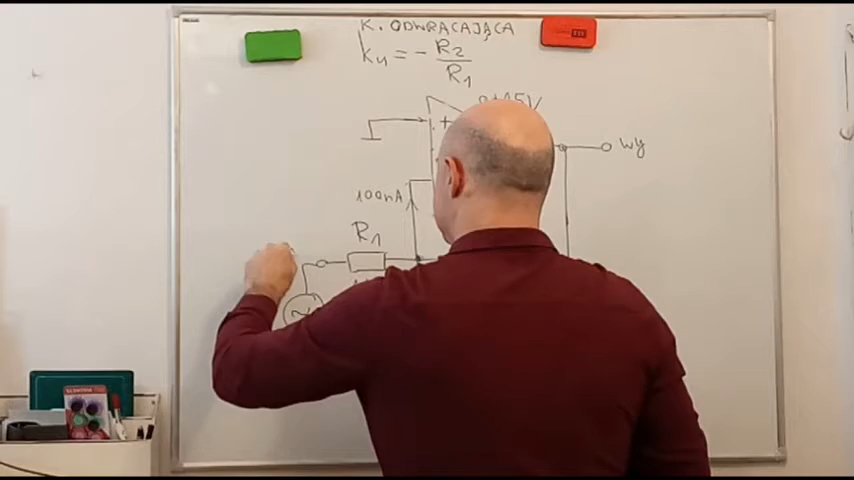 K. ODWRACAJĄCA
Ku = - R2
R1
+
wy
100nA
R1
~